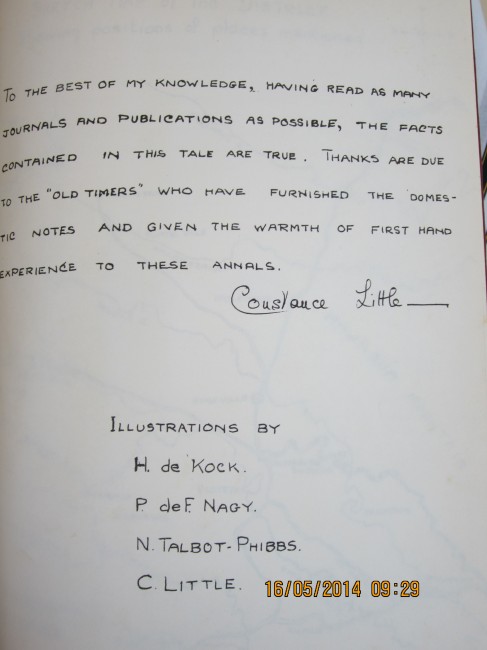 TO THE BEST OF MY KNOWLEDGE, HAVING READ AS MANY
JOURNALS AND PUBLICATIONS AS POSSIBLE, THE FACTS
CONTAINED IN THIS TALE ARE TRUE. THANKS ARE DUE
TO THE "OLD TIMERS" WHO HAVE FURNISHED THE DOMES-
TIC NOTES AND GIVEN THE WARMTH OF FIRST HAND
EXPERIENCE TO THESE ANNALS.
Constance Little
ILLUSTRATIONS BY
H. de KOCK.
P. deF. NAGY.
N. TALBOT-PHIBBS.
C. LITTLE.
16/05/2014 09:29